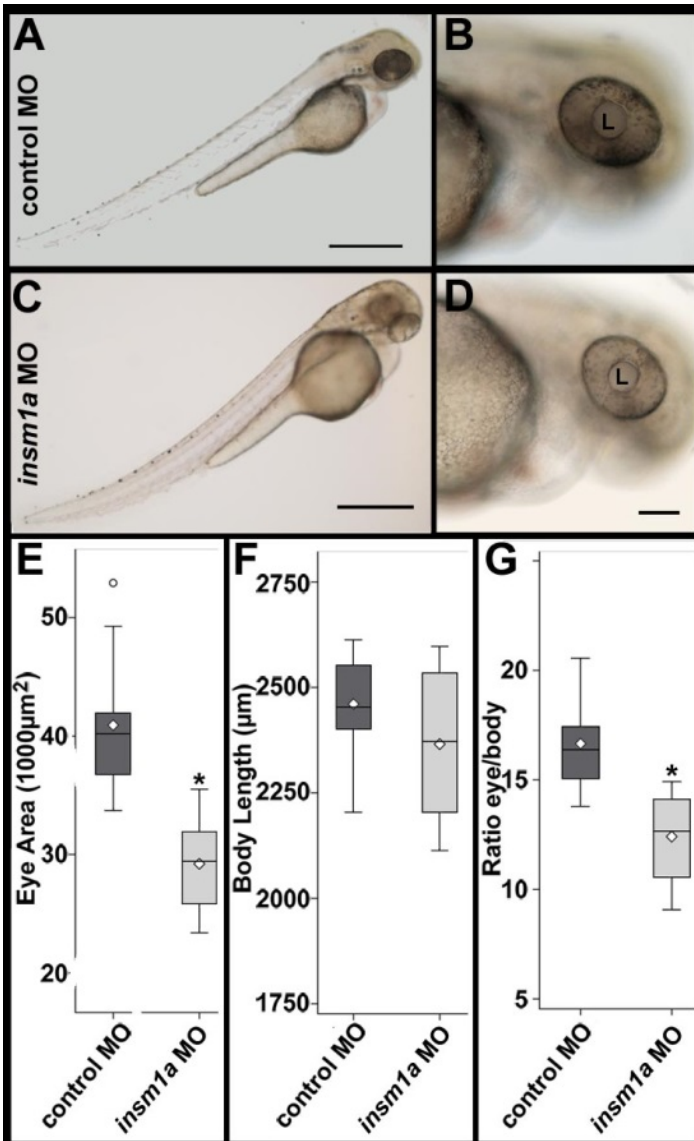 A
B
control MO
L
C
D
insm1a MO
L
E
Eye Area (1000µm²)
50
40
30
20
*
control MO
insm1a MO
F
Body Length (µm)
2750
2500
2250
2000
1750
control MO
insm1a MO
G
Ratio eye/body
20
15
10
5
*
control MO
insm1a MO